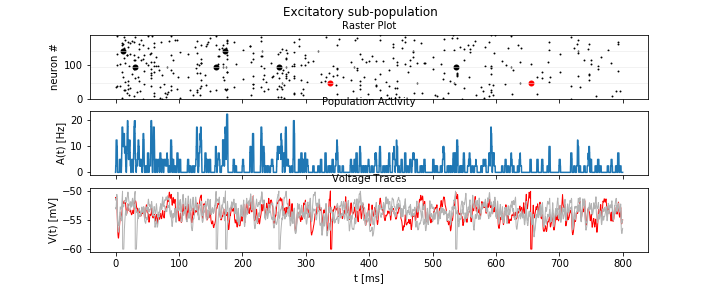 Excitatory sub-population
Raster Plot
neuron #
100
0
Population Activity
A(t) [Hz]
20
10
0
Voltage Traces
V(t) [mV]
−50
−55
−60
0 100 200 300 400 500 600 700 800
t [ms]